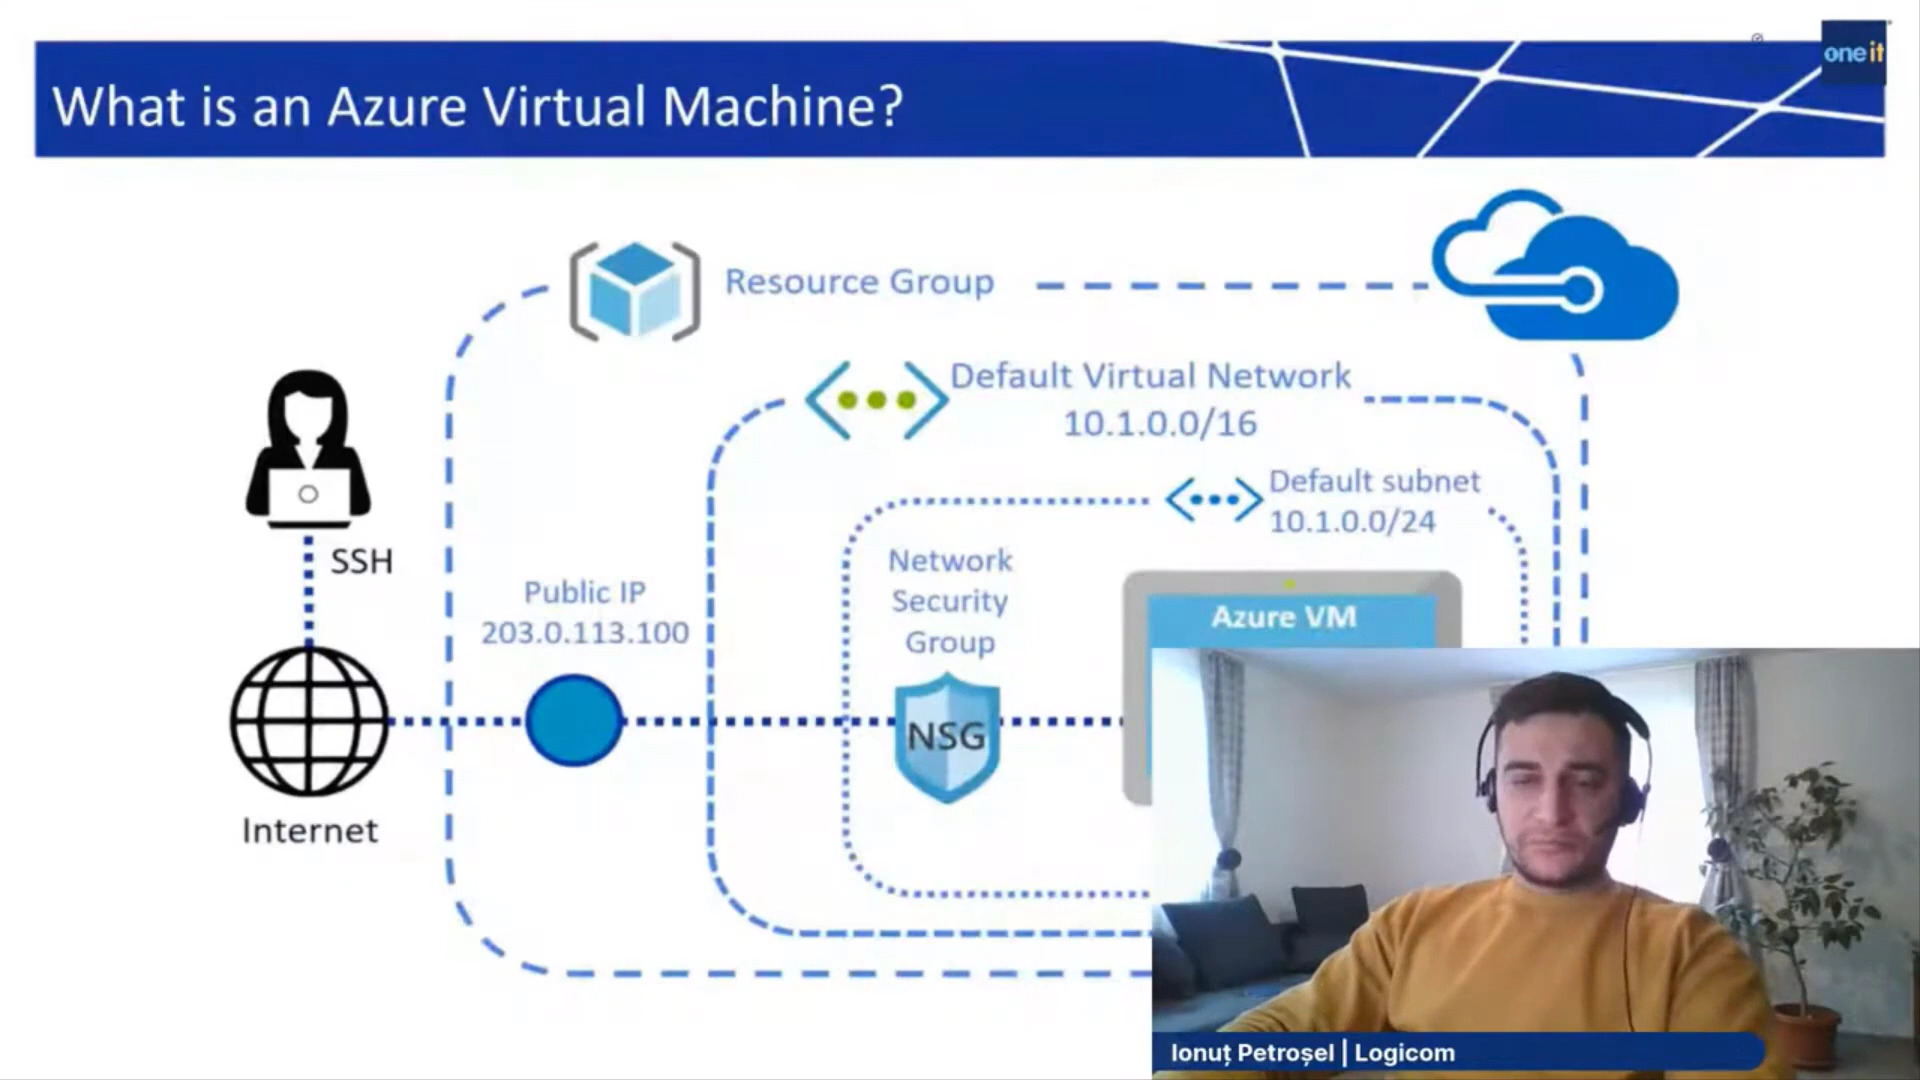 one it
What is an Azure Virtual Machine?
Resource Group
Default Virtual Network
10.1.0.0/16
Default subnet
10.1.0.0/24
SSH
Network
Security
Group
Public IP
203.0.113.100
Azure VM
NSG
Internet
Ionuț Petroșel | Logicom